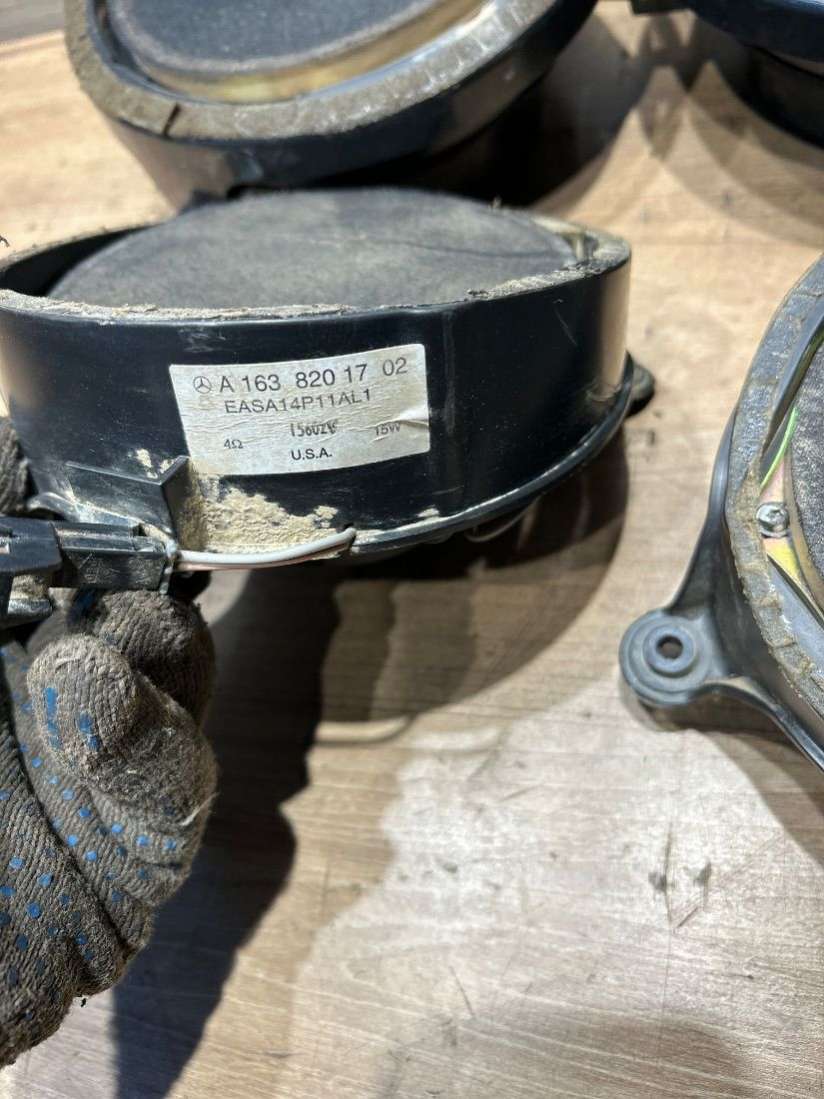 A 163 820 17 02
EASA14P11AL1
4Ω 15W
U.S.A.